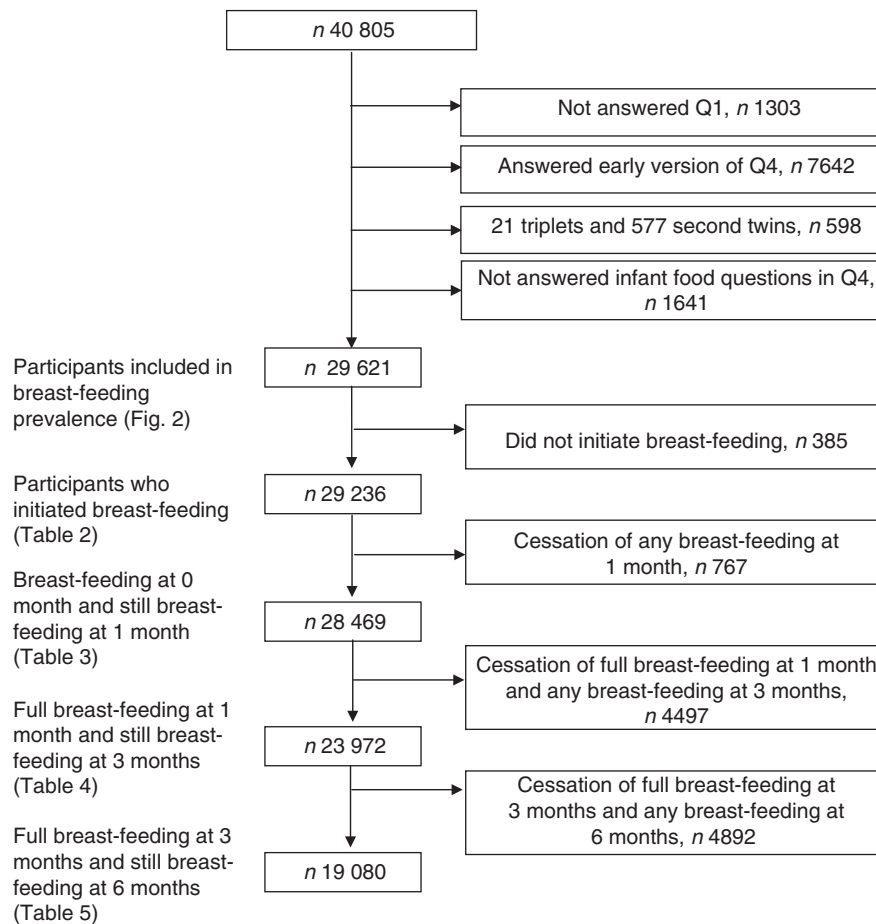 n 40 805
Not answered Q1, n 1303
Answered early version of Q4, n 7642
21 triplets and 577 second twins, n 598
Not answered infant food questions in Q4,
n 1641
Participants included in
breast-feeding
prevalence (Fig. 2)
n 29 621
Did not initiate breast-feeding, n 385
Participants who
initiated breast-feeding
(Table 2)
n 29 236
Cessation of any breast-feeding at
1 month, n 767
Breast-feeding at 0
month and still breast-
feeding at 1 month
(Table 3)
n 28 469
Cessation of full breast-feeding at 1 month
and any breast-feeding at 3 months,
n 4497
Full breast-feeding at 1
month and still breast-
feeding at 3 months
(Table 4)
n 23 972
Cessation of full breast-feeding at
3 months and any breast-feeding at
6 months, n 4892
Full breast-feeding at 3
months and still breast-
feeding at 6 months
(Table 5)
n 19 080